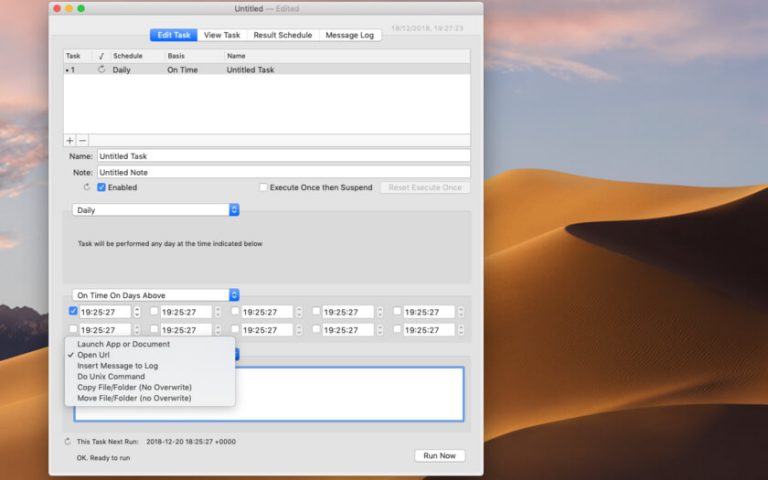 Untitled — Edited
18/12/2018, 19:27:23
Edit Task View Task Result Schedule Message Log
Task ✓ Schedule Basis Name
• 1 Daily On Time Untitled Task
+ −
Name: Untitled Task
Note: Untitled Note
Enabled Execute Once then Suspend Reset Execute Once
Daily
Task will be performed any day at the time indicated below
On Time On Days Above
19:25:27 19:25:27 19:25:27 19:25:27 19:25:27
19:25:27 19:25:27 19:25:27 19:25:27 19:25:27
Launch App or Document
✓ Open Url
Insert Message to Log
Do Unix Command
Copy File/Folder (No Overwrite)
Move File/Folder (no Overwrite)
This Task Next Run: 2018-12-20 18:25:27 +0000
OK. Ready to run
Run Now